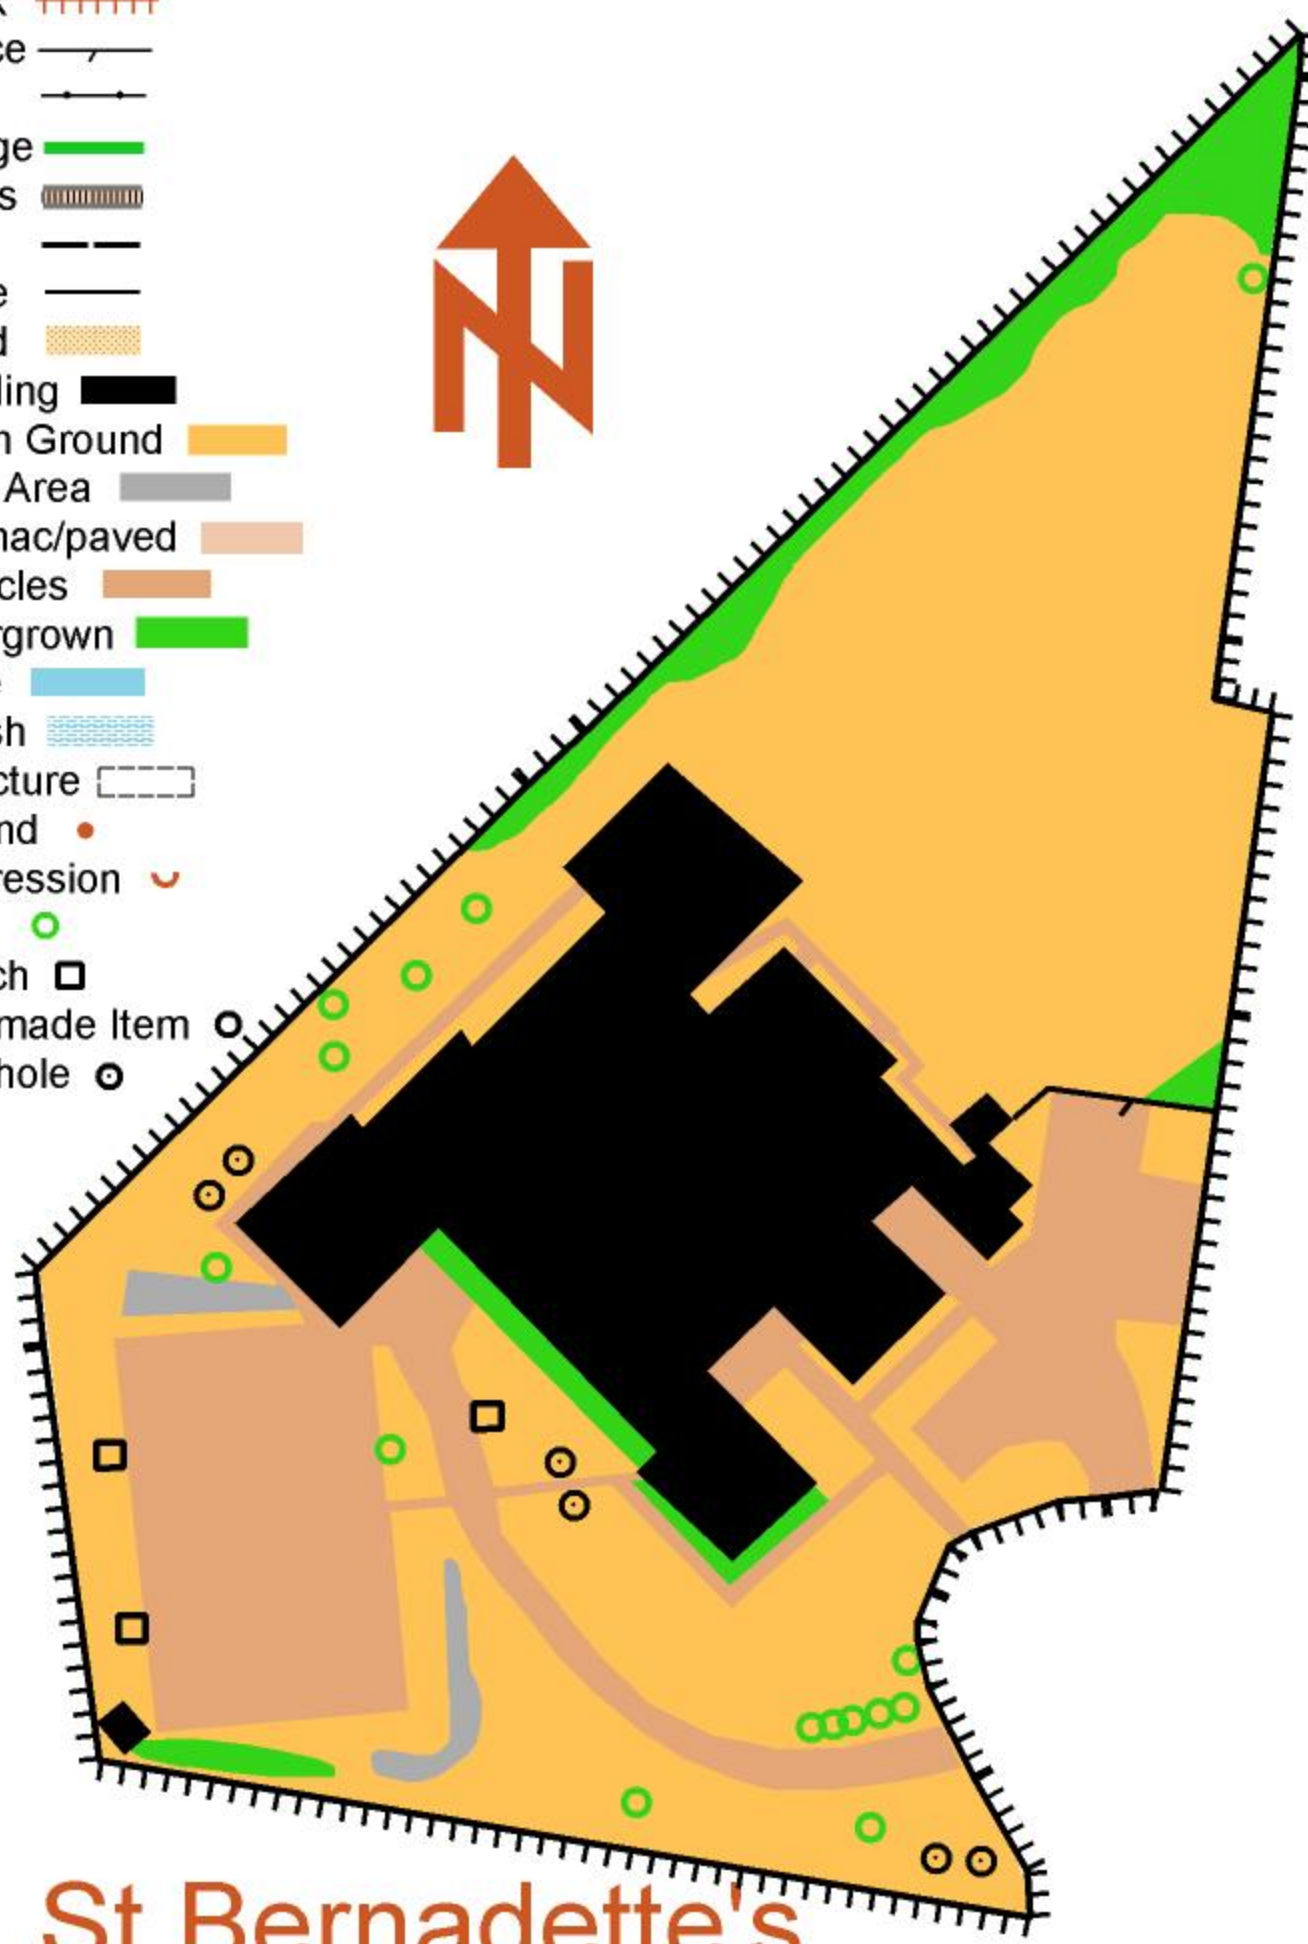 ce
ge
s
e
d
ling
n Ground
Area
nac/paved
cles
rgrown
sh
cture
nd
ression
ch
made Item
hole
N
St Bernadette's